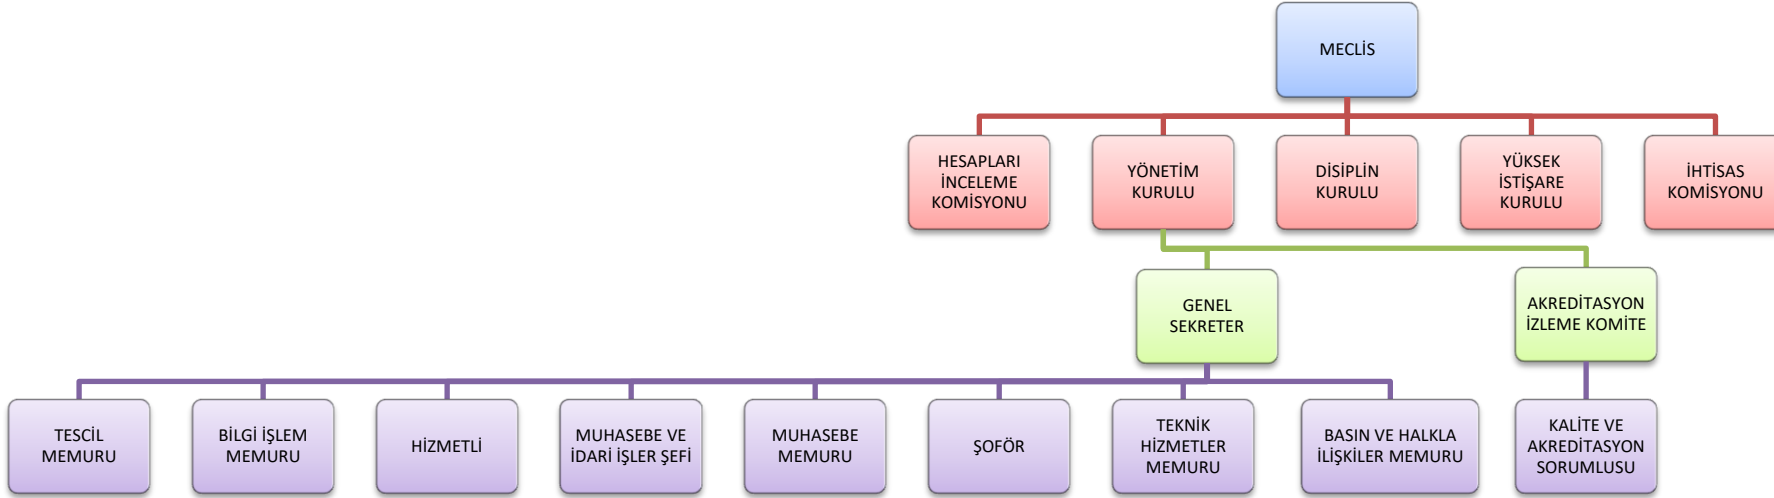 MECLİS
HESAPLARI
İNCELEME
KOMİSYONU
YÖNETİM
KURULU
DİSİPLİN
KURULU
YÜKSEK
İSTİŞARE
KURULU
İHTİSAS
KOMİSYONU
GENEL
SEKRETER
AKREDİTASYON
İZLEME KOMİTE
TESCİL
MEMURU
BİLGİ İŞLEM
MEMURU
HİZMETLİ
MUHASEBE VE
İDARİ İŞLER ŞEFİ
MUHASEBE
MEMURU
ŞOFÖR
TEKNİK
HİZMETLER
MEMURU
BASIN VE HALKLA
İLİŞKİLER MEMURU
KALİTE VE
AKREDİTASYON
SORUMLUSU